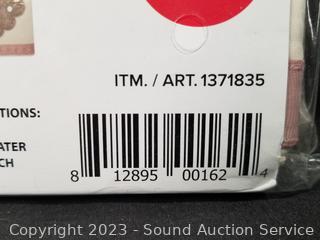 ITM. / ART. 1371835
TIONS:
ATER
CH
8 12895 00162 4
Copyright 2023 - Sound Auction Service